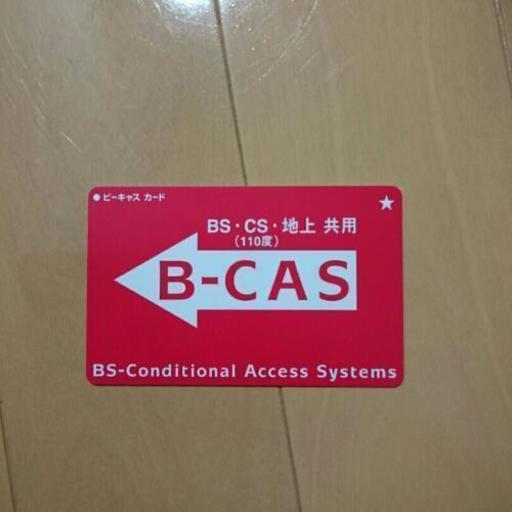 ●ビーキャス カード
★
BS・CS・地上 共用
(110度)
B-CAS
BS-Conditional Access Systems